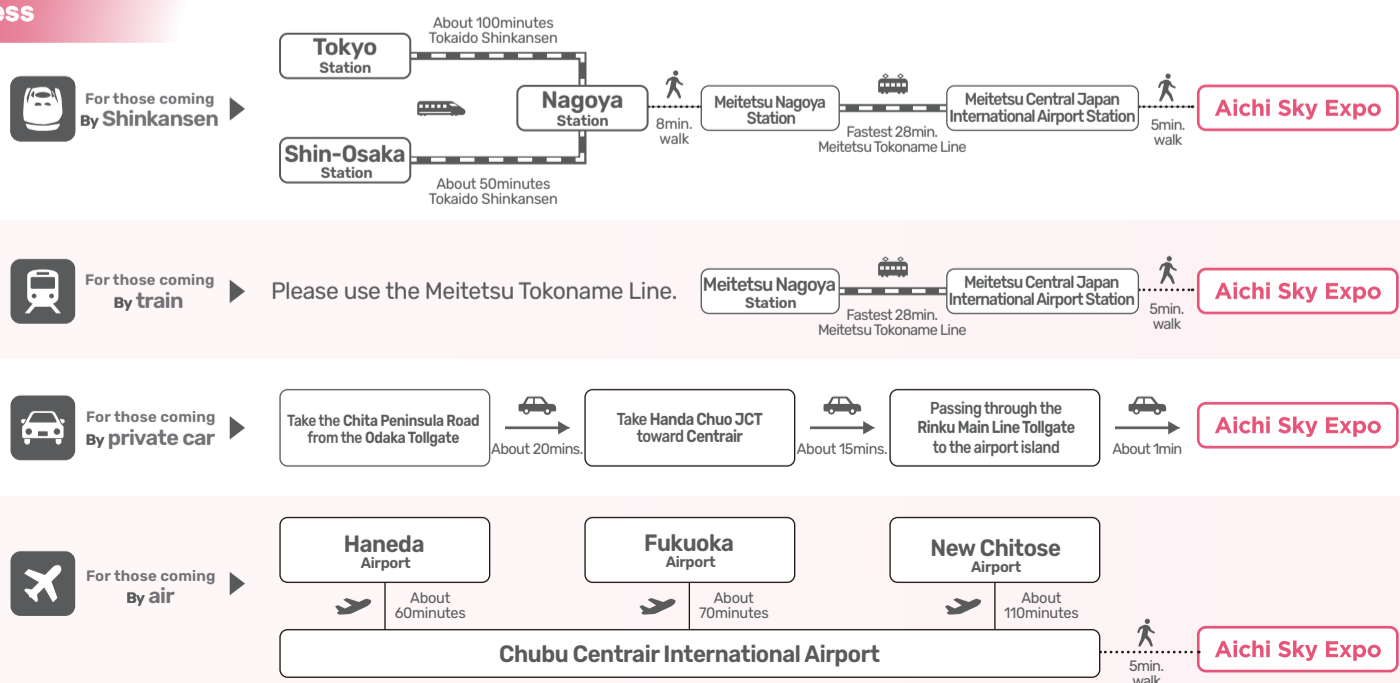 ess
For those coming
By Shinkansen
Tokyo
Station
About 100minutes
Tokaido Shinkansen
Shin-Osaka
Station
About 50minutes
Tokaido Shinkansen
Nagoya
Station
8min.
walk
Meitetsu Nagoya
Station
Fastest 28min.
Meitetsu Tokoname Line
Meitetsu Central Japan
International Airport Station
5min.
walk
Aichi Sky Expo
For those coming
By train
Please use the Meitetsu Tokoname Line.
Meitetsu Nagoya
Station
Fastest 28min.
Meitetsu Tokoname Line
Meitetsu Central Japan
International Airport Station
5min.
walk
Aichi Sky Expo
For those coming
By private car
Take the Chita Peninsula Road
from the Odaka Tollgate
About 20mins.
Take Handa Chuo JCT
toward Centrair
About 15mins.
Passing through the
Rinku Main Line Tollgate
to the airport island
About 1min
Aichi Sky Expo
For those coming
By air
Haneda
Airport
About
60minutes
Fukuoka
Airport
About
70minutes
New Chitose
Airport
About
110minutes
Chubu Centrair International Airport
5min.
walk
Aichi Sky Expo